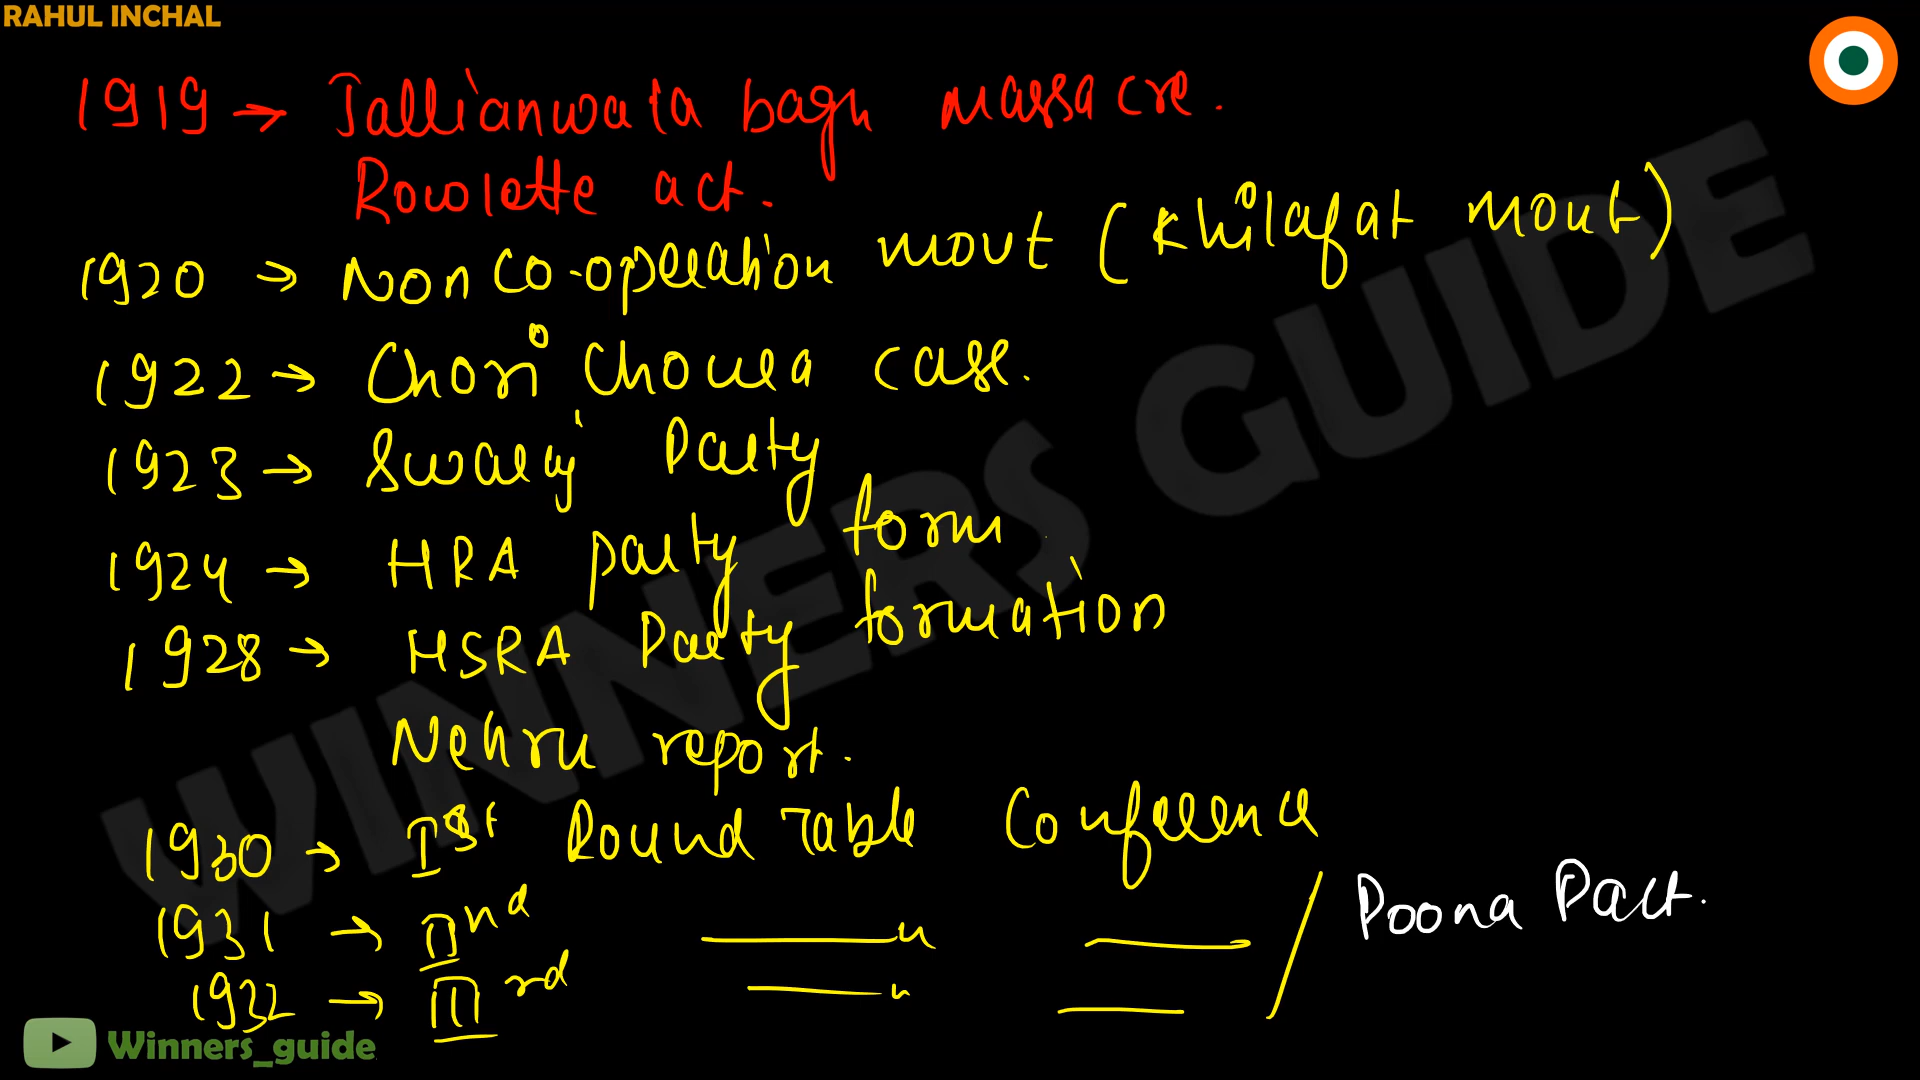 RAHUL INCHAL
1919 → Jallianwala bagh massacre.
Rowlette act.
1920 → Non Co-operation movt (Khilafat movt)
1922 → Chori Choura case.
1923 → Swaraj Party
1924 → HRA party form
1928 → HSRA Party formation
Nehru report.
1930 → Ist Round Table Conference
1931 → IInd —— " —— / Poona Pact.
1932 → IIIrd —— " ——
WINNERS GUIDE
Winners_guide